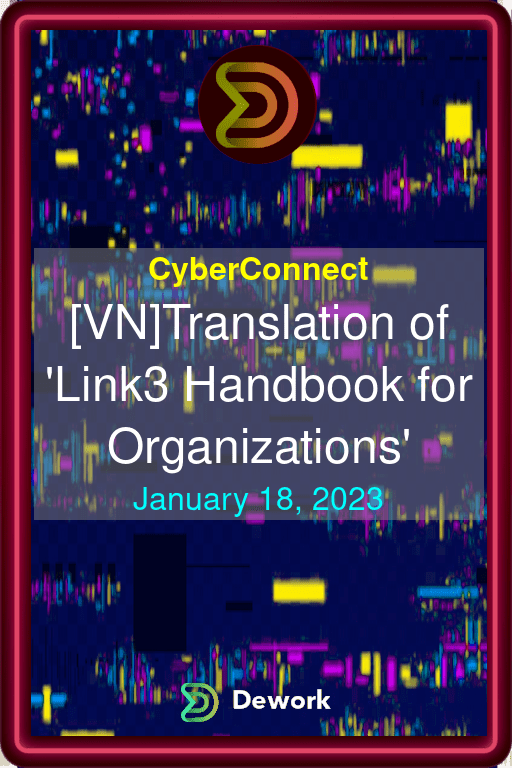 CyberConnect
[VN]Translation of
'Link3 Handbook for
Organizations'
January 18, 2023
Dework